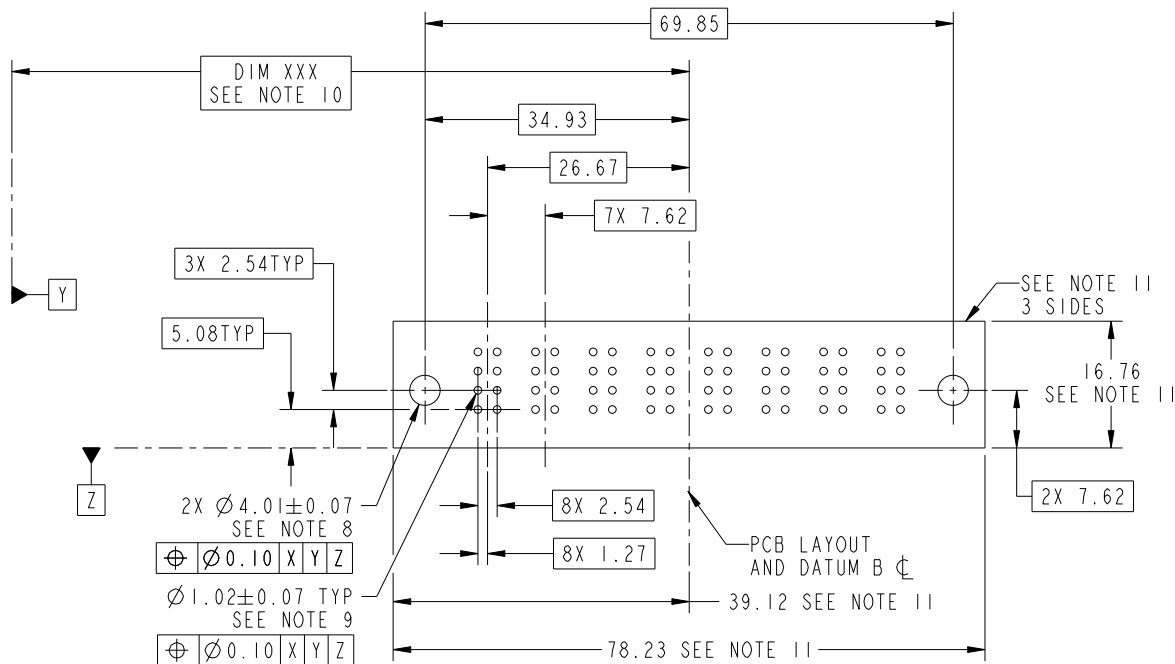 69.85
DIM XXX
SEE NOTE 10
34.93
26.67
7X 7.62
3X 2.54TYP
Y
SEE NOTE 11
3 SIDES
5.08TYP
16.76
SEE NOTE 11
Z
2X 7.62
2X Ø4.01±0.07
SEE NOTE 8
⌖ Ø0.10 X Y Z
8X 2.54
8X 1.27
PCB LAYOUT
AND DATUM B ℄
Ø1.02±0.07 TYP
SEE NOTE 9
⌖ Ø0.10 X Y Z
39.12 SEE NOTE 11
78.23 SEE NOTE 11